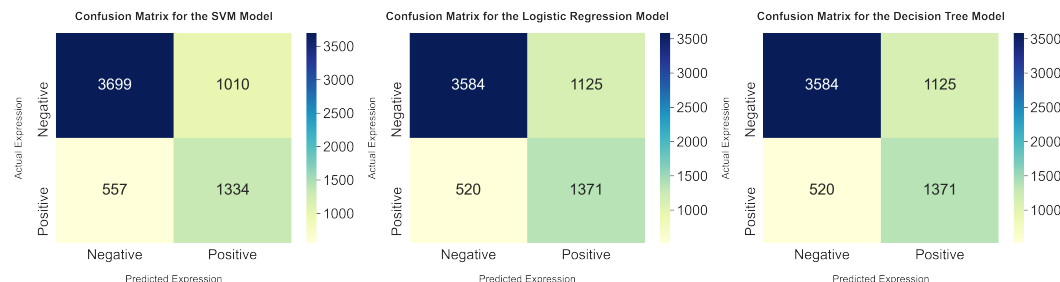 Confusion Matrix for the SVM Model
3699 1010
557 1334
Negative
Positive
Negative Positive
Actual Expression
Predicted Expression
3500
3000
2500
2000
1500
1000
Confusion Matrix for the Logistic Regression Model
3584 1125
520 1371
Negative
Positive
Negative Positive
Actual Expression
Predicted Expression
3500
3000
2500
2000
1500
1000
Confusion Matrix for the Decision Tree Model
3584 1125
520 1371
Negative
Positive
Negative Positive
Actual Expression
Predicted Expression
3500
3000
2500
2000
1500
1000